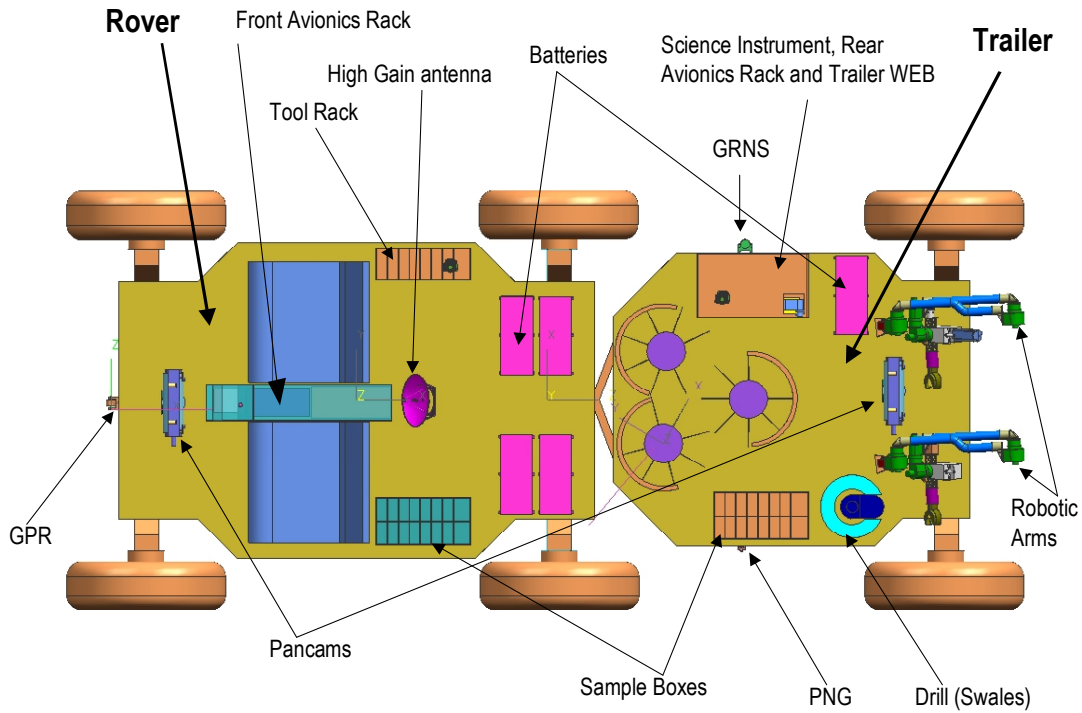 Rover
Front Avionics Rack
High Gain antenna
Tool Rack
Batteries
Science Instrument, Rear
Avionics Rack and Trailer WEB
Trailer
GRNS
Z
Y
Z
X
Y
X
Z
GPR
Pancams
Sample Boxes
PNG
Drill (Swales)
Robotic
Arms